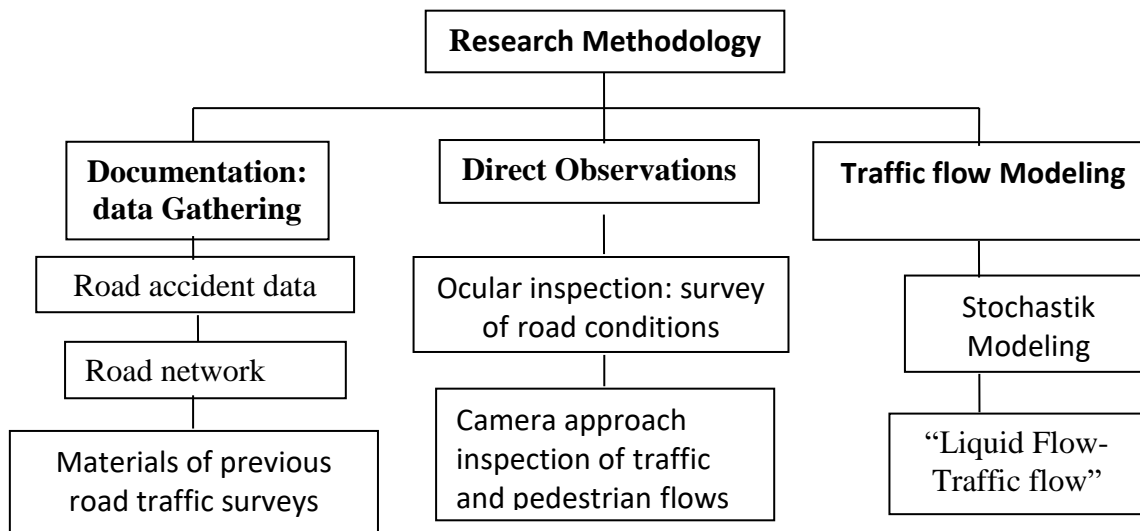 Research Methodology
Documentation:
data Gathering
Road accident data
Road network
Materials of previous
road traffic surveys
Direct Observations
Ocular inspection: survey
of road conditions
Camera approach
inspection of traffic
and pedestrian flows
Traffic flow Modeling
Stochastik
Modeling
“Liquid Flow-
Traffic flow”